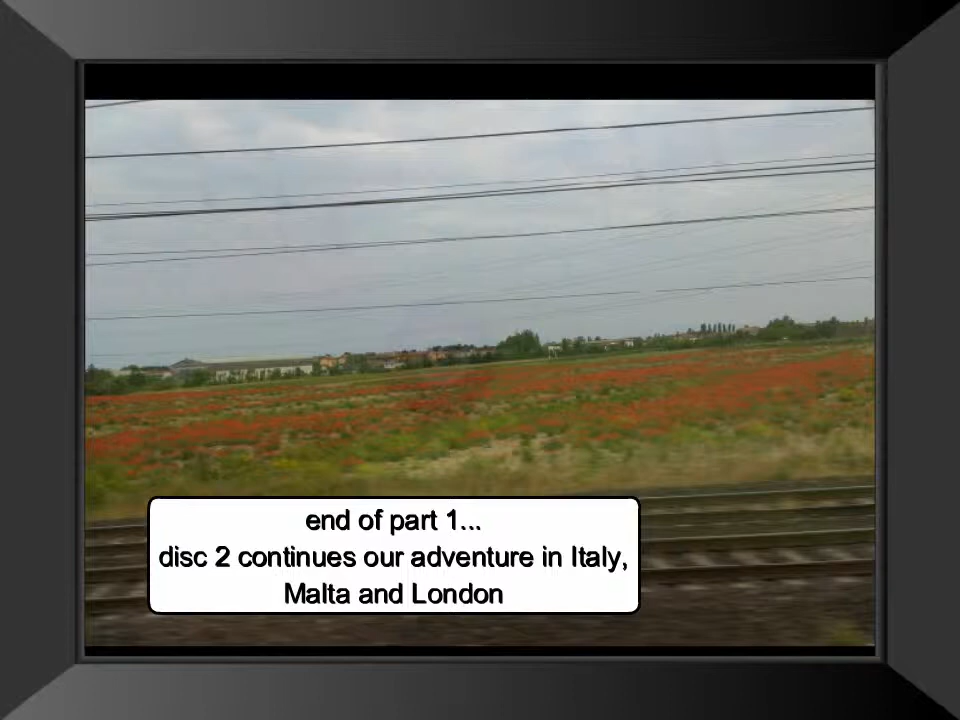 end of part 1...
disc 2 continues our adventure in Italy,
Malta and London